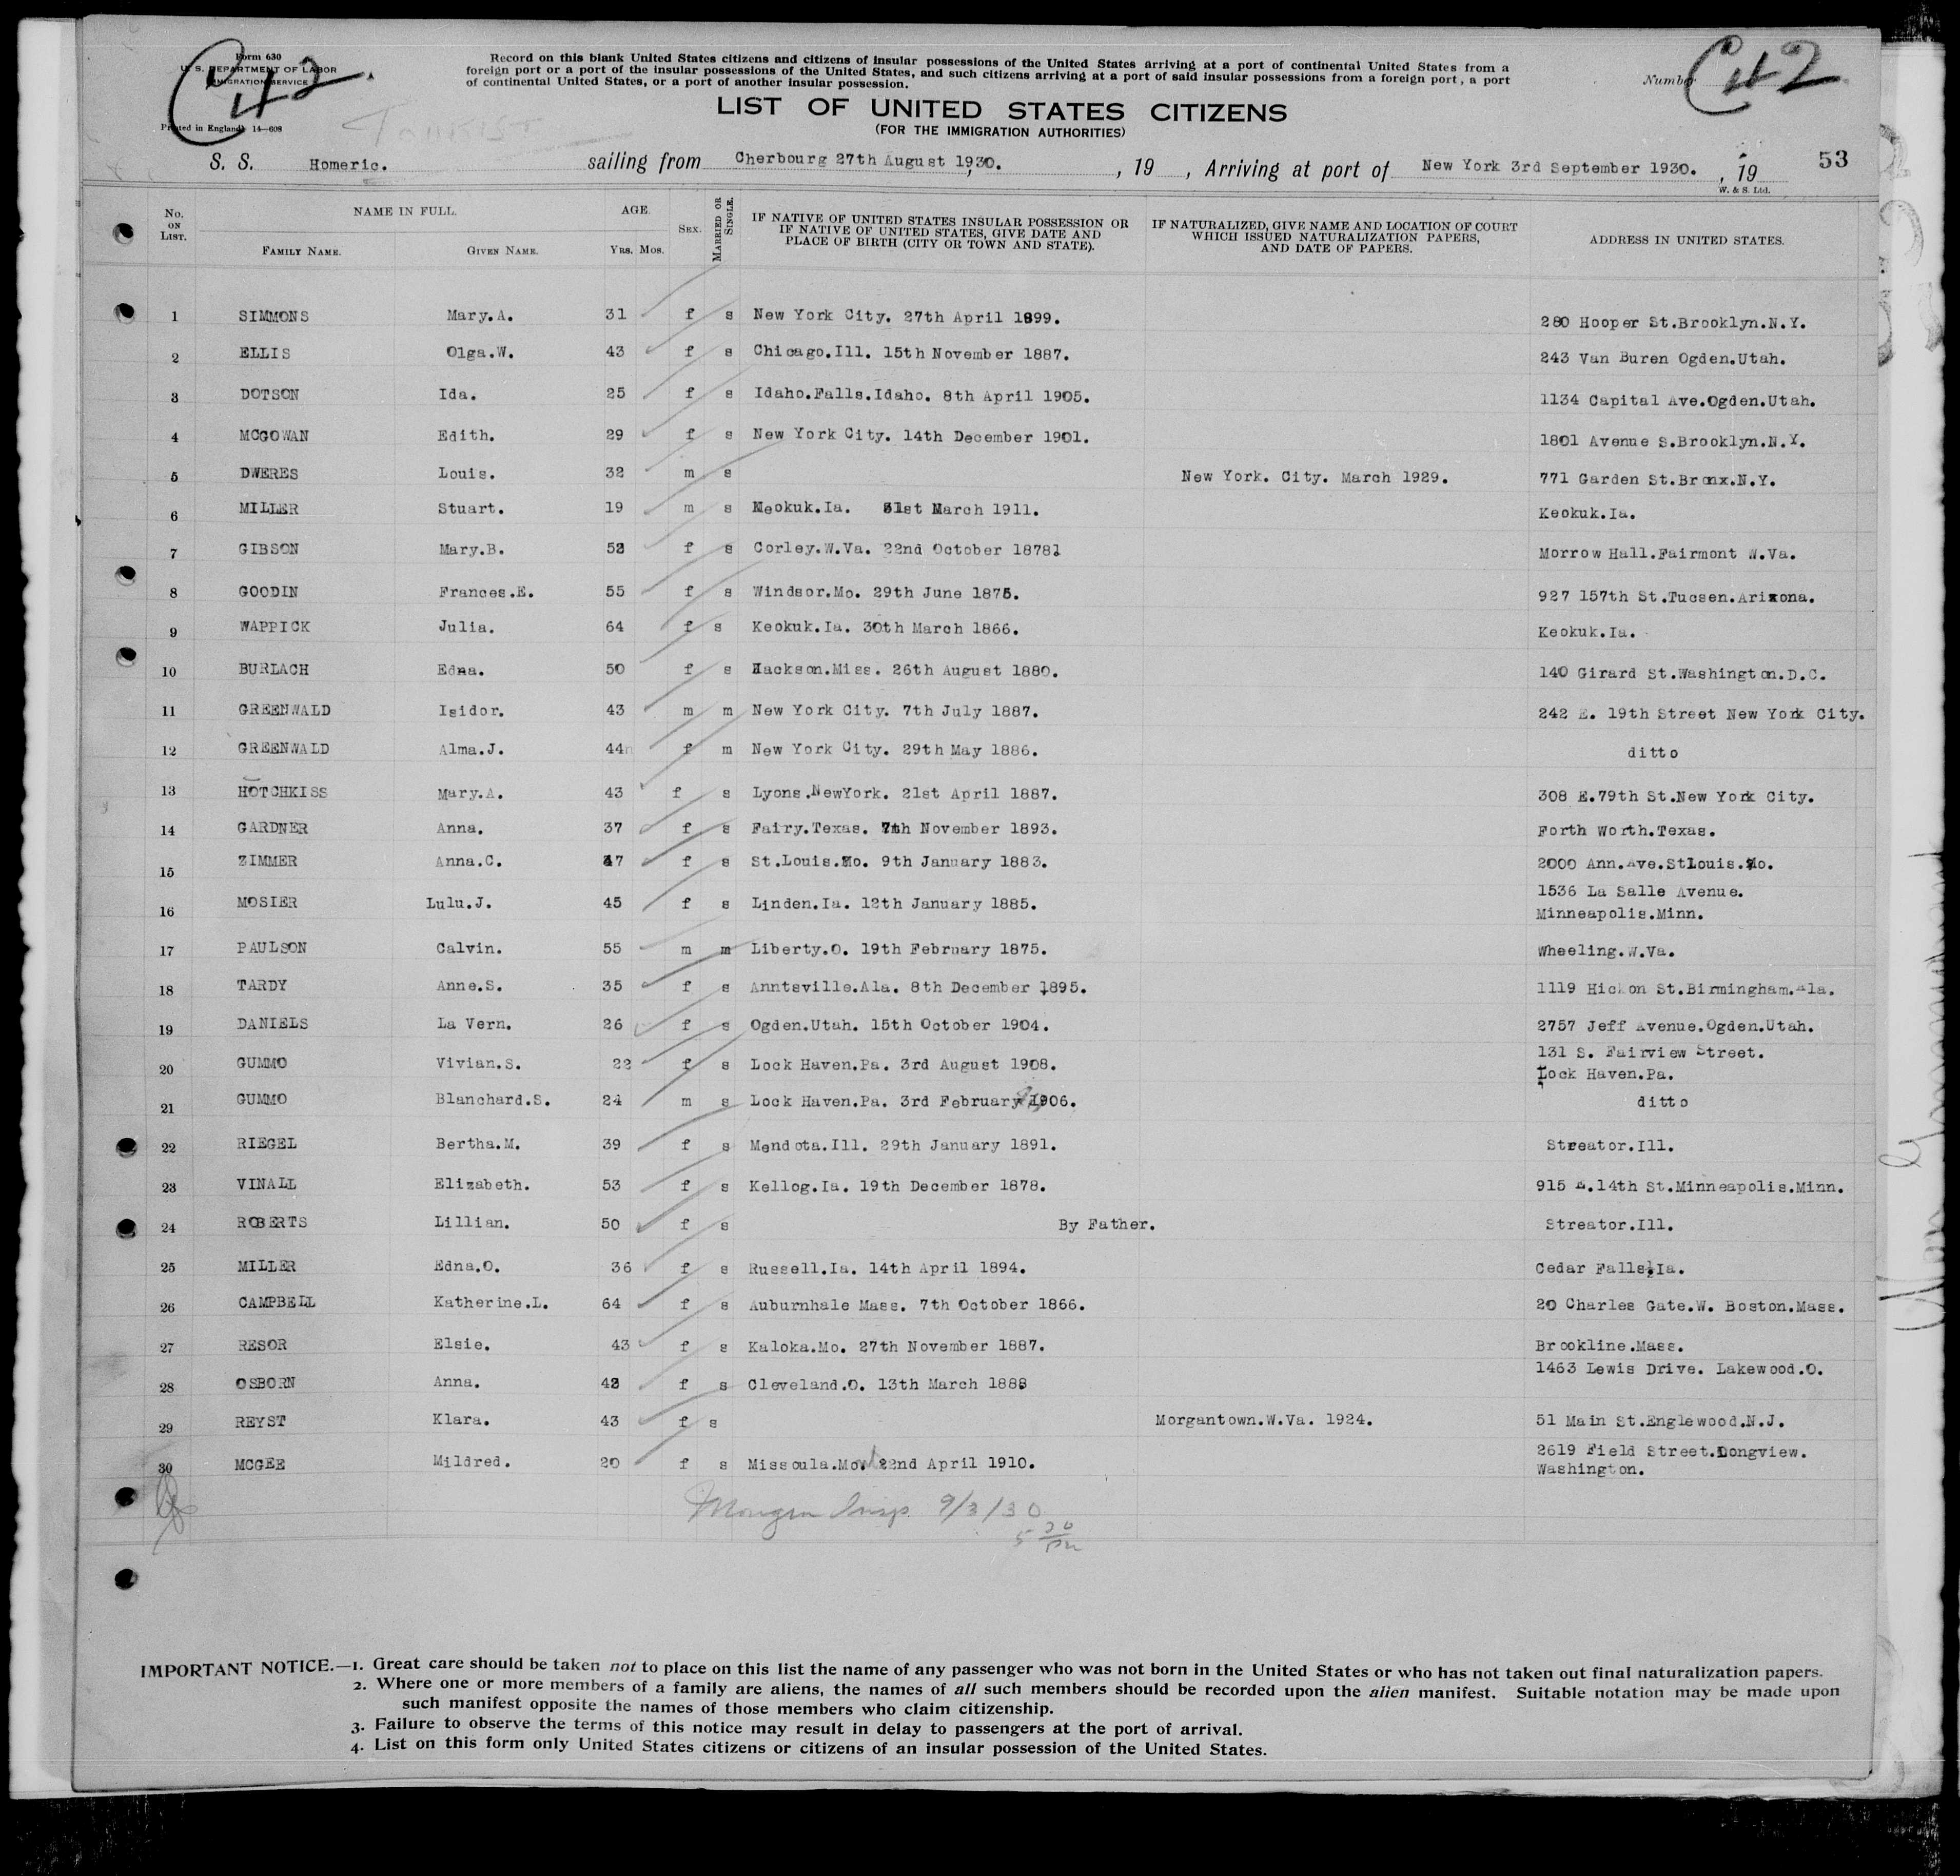 Form 630
U. S. DEPARTMENT OF LABOR
IMMIGRATION SERVICE
Printed in England 14—608
Cit 2
Tourist
Record on this blank United States citizens and citizens of insular possessions of the United States arriving at a port of continental United States from a
foreign port or a port of the insular possessions of the United States, and such citizens arriving at a port of said insular possessions from a foreign port, a port
of continental United States, or a port of another insular possession.
Number Cit 2
LIST OF UNITED STATES CITIZENS
(FOR THE IMMIGRATION AUTHORITIES)
S. S. Homeric. sailing from Cherbourg 27th August 1930. , 19 , Arriving at port of New York 3rd September 1930. , 19
53
W. & S. Ltd.
No. ON LIST. NAME IN FULL. FAMILY NAME. GIVEN NAME. AGE. YRS. MOS. SEX. MARRIED OR SINGLE. IF NATIVE OF UNITED STATES INSULAR POSSESSION OR IF NATIVE OF UNITED STATES, GIVE DATE AND PLACE OF BIRTH (CITY OR TOWN AND STATE). IF NATURALIZED, GIVE NAME AND LOCATION OF COURT WHICH ISSUED NATURALIZATION PAPERS, AND DATE OF PAPERS. ADDRESS IN UNITED STATES.
1 SIMMONS Mary.A. 31 f s New York City. 27th April 1899. 280 Hooper St.Brooklyn.N.Y.
2 ELLIS Olga.W. 43 f s Chicago.Ill. 15th November 1887. 243 Van Buren Ogden.Utah.
3 DOTSON Ida. 25 f s Idaho.Falls.Idaho. 8th April 1905. 1134 Capital Ave.Ogden.Utah.
4 MCGOWAN Edith. 29 f s New York City. 14th December 1901. 1801 Avenue S.Brooklyn.N.Y.
5 DWERES Louis. 32 m s New York. City. March 1929. 771 Garden St.Bronx.N.Y.
6 MILLER Stuart. 19 m s Keokuk.Ia. 31st March 1911. Keokuk.Ia.
7 GIBSON Mary.B. 52 f s Corley.W.Va. 22nd October 1878. Morrow Hall.Fairmont W.Va.
8 GOODIN Frances.E. 55 f s Windsor.Mo. 29th June 1875. 927 157th St.Tucsen.Arizona.
9 WAPPICK Julia. 64 f s Keokuk.Ia. 30th March 1866. Keokuk.Ia.
10 BURLACH Edna. 50 f s Hackson.Miss. 26th August 1880. 140 Girard St.Washington.D.C.
11 GREENWALD Isidor. 43 m m New York City. 7th July 1887. 242 E. 19th Street New York City.
12 GREENWALD Alma.J. 44 f m New York City. 29th May 1886. ditto
13 HOTCHKISS Mary.A. 43 f s Lyons.NewYork. 21st April 1887. 308 E.79th St.New York City.
14 GARDNER Anna. 37 f s Fairy.Texas. 7th November 1893. Forth Worth.Texas.
15 ZIMMER Anna.C. 47 f s St.Louis.Mo. 9th January 1883. 2000 Ann.Ave.StLouis.Mo.
16 MOSIER Lulu.J. 45 f s Linden.Ia. 12th January 1885. 1536 La Salle Avenue.
Minneapolis.Minn.
17 PAULSON Calvin. 55 m m Liberty.O. 19th February 1875. Wheeling.W.Va.
18 TARDY Anne.S. 35 f s Anntsville.Ala. 8th December 1895. 1119 Hickon St.Birmingham.Ala.
19 DANIELS La Vern. 26 f s Ogden.Utah. 15th October 1904. 2757 Jeff Avenue.Ogden.Utah.
20 GUMMO Vivian.S. 22 f s Lock Haven.Pa. 3rd August 1908. 131 S. Fairview Street.
Lock Haven.Pa.
21 GUMMO Blanchard.S. 24 m s Lock Haven.Pa. 3rd February 1906. ditto
22 RIEGEL Bertha.M. 39 f s Mendota.Ill. 29th January 1891. Streator.Ill.
23 VINALL Elizabeth. 53 f s Kellog.Ia. 19th December 1878. 915 E.14th St.Minneapolis.Minn.
24 ROBERTS Lillian. 50 f s By Father. Streator.Ill.
25 MILLER Edna.O. 36 f s Russell.Ia. 14th April 1894. Cedar Falls.Ia.
26 CAMPBELL Katherine.L. 64 f s Auburnhale Mass. 7th October 1866. 20 Charles Gate.W. Boston.Mass.
27 RESOR Elsie. 43 f s Kaloka.Mo. 27th November 1887. Brookline.Mass.
28 OSBORN Anna. 42 f s Cleveland.O. 13th March 1888 1463 Lewis Drive. Lakewood.O.
29 REYST Klara. 43 f s Morgantown.W.Va. 1924. 51 Main St.Englewood.N.J.
30 MCGEE Mildred. 20 f s Missoula.Mont 22nd April 1910. 2619 Field Street.Longview.
Washington.
Insp. 9/3/30
5 30 PM
IMPORTANT NOTICE.—1. Great care should be taken not to place on this list the name of any passenger who was not born in the United States or who has not taken out final naturalization papers.
2. Where one or more members of a family are aliens, the names of all such members should be recorded upon the alien manifest. Suitable notation may be made upon
such manifest opposite the names of those members who claim citizenship.
3. Failure to observe the terms of this notice may result in delay to passengers at the port of arrival.
4. List on this form only United States citizens or citizens of an insular possession of the United States.